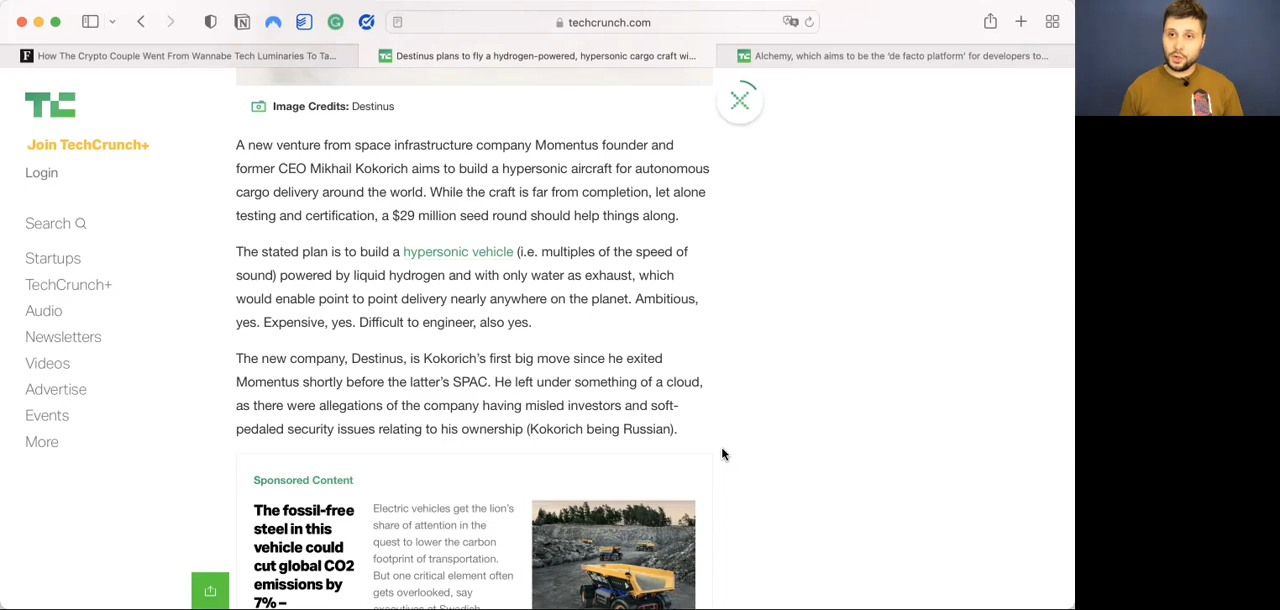 techcrunch.com
How The Crypto Couple Went From Wannabe Tech Luminaries To Ta...
Destinus plans to fly a hydrogen-powered, hypersonic cargo craft wi...
Alchemy, which aims to be the 'de facto platform' for developers to...
Join TechCrunch+
Login
Search
Startups
TechCrunch+
Audio
Newsletters
Videos
Advertise
Events
More
Image Credits: Destinus
A new venture from space infrastructure company Momentus founder and
former CEO Mikhail Kokorich aims to build a hypersonic aircraft for autonomous
cargo delivery around the world. While the craft is far from completion, let alone
testing and certification, a $29 million seed round should help things along.
The stated plan is to build a hypersonic vehicle (i.e. multiples of the speed of
sound) powered by liquid hydrogen and with only water as exhaust, which
would enable point to point delivery nearly anywhere on the planet. Ambitious,
yes. Expensive, yes. Difficult to engineer, also yes.
The new company, Destinus, is Kokorich's first big move since he exited
Momentus shortly before the latter's SPAC. He left under something of a cloud,
as there were allegations of the company having misled investors and soft-
pedaled security issues relating to his ownership (Kokorich being Russian).
Sponsored Content
The fossil-free
steel in this
vehicle could
cut global CO2
emissions by
7% –
Electric vehicles get the lion's
share of attention in the
quest to lower the carbon
footprint of transportation.
But one critical element often
gets overlooked, say
executives at Swedish